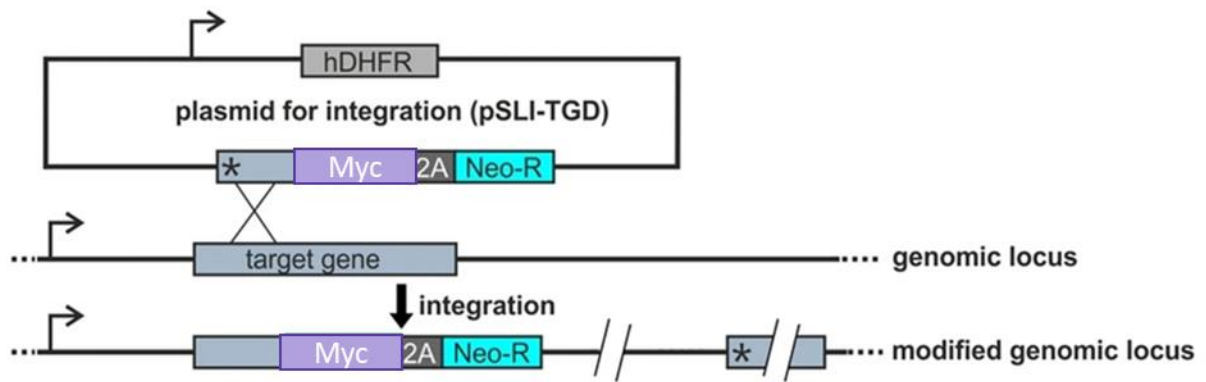 hDHFR
plasmid for integration (pSLI-TGD)
* Myc 2A Neo-R
target gene
genomic locus
integration
Myc 2A Neo-R * modified genomic locus